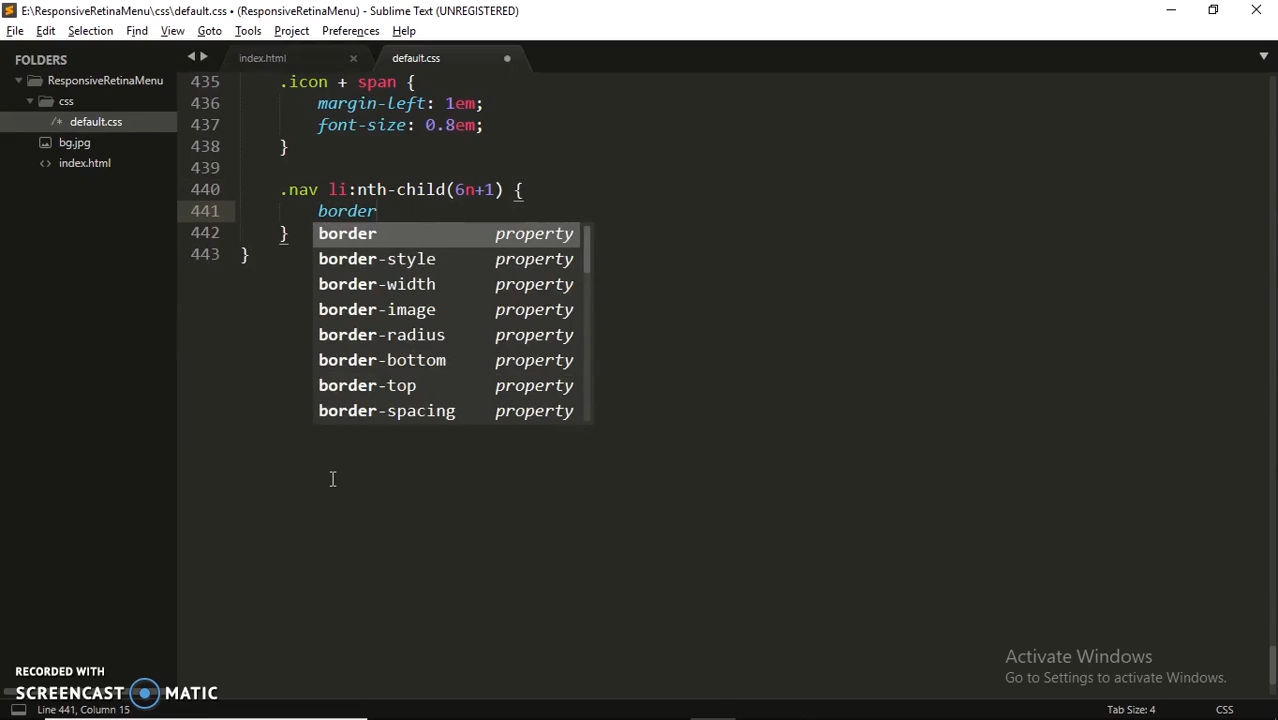 E:\ResponsiveRetinaMenu\css\default.css • (ResponsiveRetinaMenu) - Sublime Text (UNREGISTERED)
File Edit Selection Find View Goto Tools Project Preferences Help
FOLDERS
ResponsiveRetinaMenu
css
/* default.css
bg.jpg
<> index.html
index.html × default.css
435 .icon + span {
436 margin-left: 1em;
437 font-size: 0.8em;
438 }
439
440 .nav li:nth-child(6n+1) {
441 border
442 }
443 }
border property
border-style property
border-width property
border-image property
border-radius property
border-bottom property
border-top property
border-spacing property
Activate Windows
Go to Settings to activate Windows.
RECORDED WITH
SCREENCAST MATIC
Line 441, Column 15
Tab Size: 4
CSS